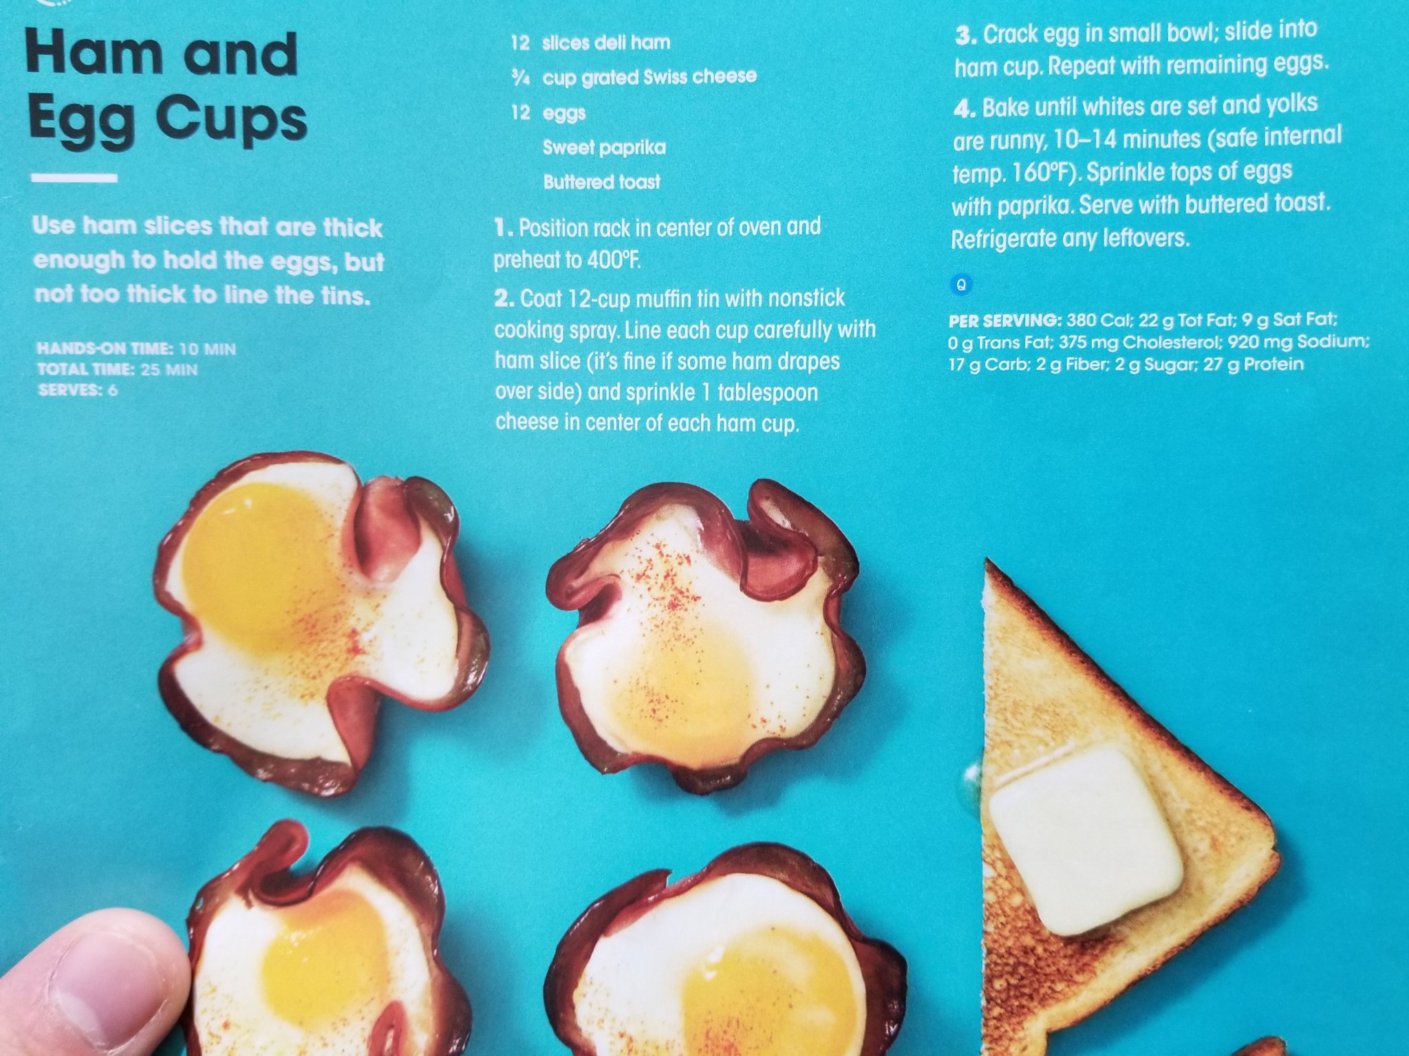 Ham and
Egg Cups
Use ham slices that are thick
enough to hold the eggs, but
not too thick to line the tins.
HANDS-ON TIME: 10 MIN
TOTAL TIME: 25 MIN
SERVES: 6
12 slices deli ham
¾ cup grated Swiss cheese
12 eggs
Sweet paprika
Buttered toast
1. Position rack in center of oven and
preheat to 400°F.
2. Coat 12-cup muffin tin with nonstick
cooking spray. Line each cup carefully with
ham slice (it's fine if some ham drapes
over side) and sprinkle 1 tablespoon
cheese in center of each ham cup.
3. Crack egg in small bowl; slide into
ham cup. Repeat with remaining eggs.
4. Bake until whites are set and yolks
are runny, 10–14 minutes (safe internal
temp. 160°F). Sprinkle tops of eggs
with paprika. Serve with buttered toast.
Refrigerate any leftovers.
Q
PER SERVING: 380 Cal; 22 g Tot Fat; 9 g Sat Fat;
0 g Trans Fat; 375 mg Cholesterol; 920 mg Sodium;
17 g Carb; 2 g Fiber; 2 g Sugar; 27 g Protein